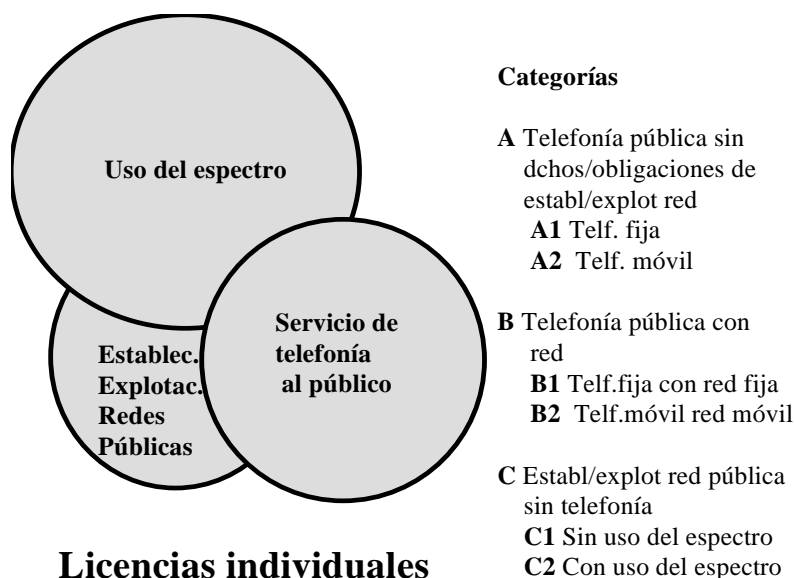 Uso del espectro
Establec.
Explotac.
Redes
Públicas
Servicio de
telefonía
al público
Licencias individuales
Categorías
A Telefonía pública sin
dchos/obligaciones de
establ/explot red
A1 Telf. fija
A2 Telf. móvil
B Telefonía pública con
red
B1 Telf.fija con red fija
B2 Telf.móvil red móvil
C Establ/explot red pública
sin telefonía
C1 Sin uso del espectro
C2 Con uso del espectro